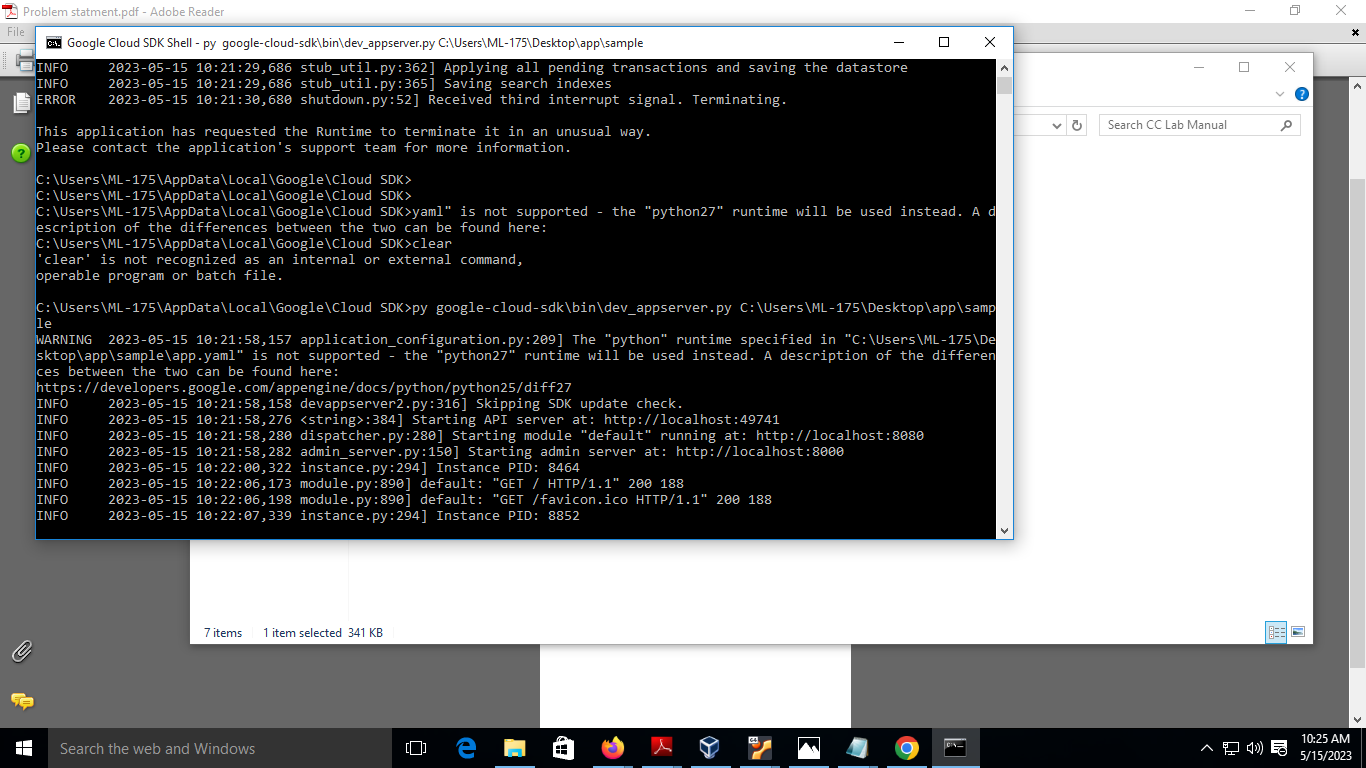 Problem statment.pdf - Adobe Reader
File
Google Cloud SDK Shell - py  google-cloud-sdk\bin\dev_appserver.py C:\Users\ML-175\Desktop\app\sample
INFO     2023-05-15 10:21:29,686 stub_util.py:362] Applying all pending transactions and saving the datastore
INFO     2023-05-15 10:21:29,686 stub_util.py:365] Saving search indexes
ERROR    2023-05-15 10:21:30,680 shutdown.py:52] Received third interrupt signal. Terminating.
This application has requested the Runtime to terminate it in an unusual way.
Please contact the application's support team for more information.
C:\Users\ML-175\AppData\Local\Google\Cloud SDK>
C:\Users\ML-175\AppData\Local\Google\Cloud SDK>
C:\Users\ML-175\AppData\Local\Google\Cloud SDK>yaml" is not supported - the "python27" runtime will be used instead. A d
escription of the differences between the two can be found here:
C:\Users\ML-175\AppData\Local\Google\Cloud SDK>clear
'clear' is not recognized as an internal or external command,
operable program or batch file.
C:\Users\ML-175\AppData\Local\Google\Cloud SDK>py google-cloud-sdk\bin\dev_appserver.py C:\Users\ML-175\Desktop\app\samp
le
WARNING  2023-05-15 10:21:58,157 application_configuration.py:209] The "python" runtime specified in "C:\Users\ML-175\De
sktop\app\sample\app.yaml" is not supported - the "python27" runtime will be used instead. A description of the differen
ces between the two can be found here:
https://developers.google.com/appengine/docs/python/python25/diff27
INFO     2023-05-15 10:21:58,158 devappserver2.py:316] Skipping SDK update check.
INFO     2023-05-15 10:21:58,276 <string>:384] Starting API server at: http://localhost:49741
INFO     2023-05-15 10:21:58,280 dispatcher.py:280] Starting module "default" running at: http://localhost:8080
INFO     2023-05-15 10:21:58,282 admin_server.py:150] Starting admin server at: http://localhost:8000
INFO     2023-05-15 10:22:00,322 instance.py:294] Instance PID: 8464
INFO     2023-05-15 10:22:06,173 module.py:890] default: "GET / HTTP/1.1" 200 188
INFO     2023-05-15 10:22:06,198 module.py:890] default: "GET /favicon.ico HTTP/1.1" 200 188
INFO     2023-05-15 10:22:07,339 instance.py:294] Instance PID: 8852
Search CC Lab Manual
7 items
1 item selected  341 KB
Search the web and Windows
10:25 AM
5/15/2023